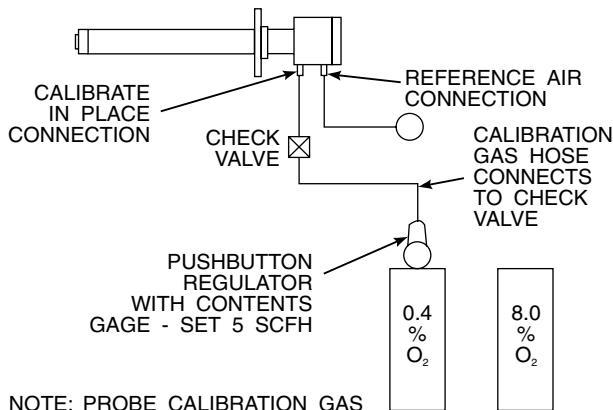 CALIBRATE
IN PLACE
CONNECTION
REFERENCE AIR
CONNECTION
CHECK
VALVE
CALIBRATION
GAS HOSE
CONNECTS
TO CHECK
VALVE
PUSHBUTTON
REGULATOR
WITH CONTENTS
GAGE - SET 5 SCFH
0.4
%
O₂
8.0
%
O₂
NOTE: PROBE CALIBRATION GAS